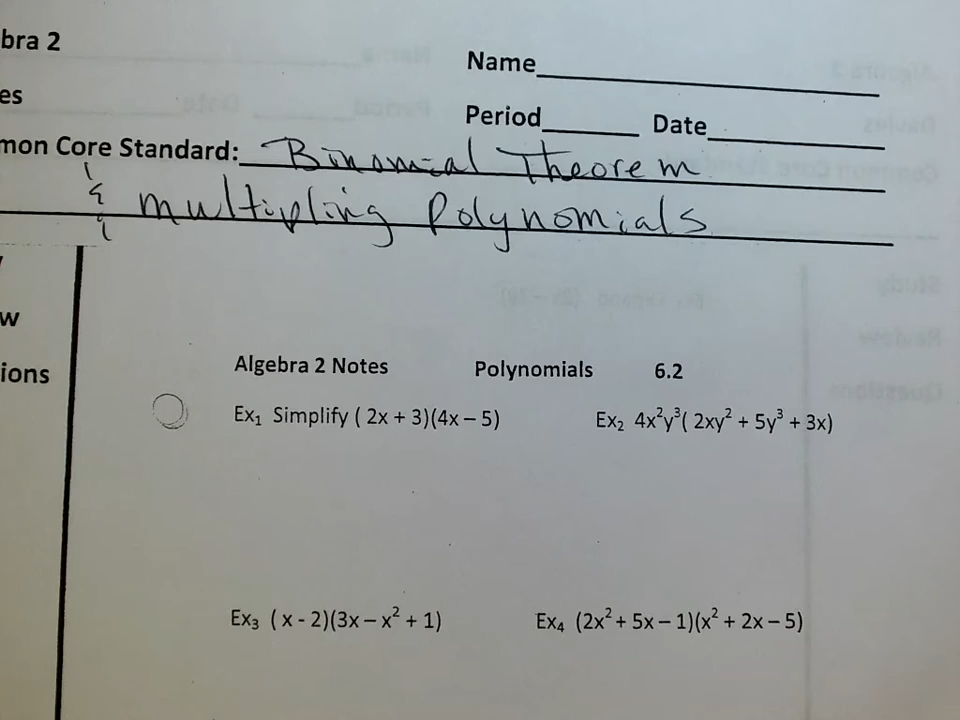 bra 2
Name
es
Period Date
mon Core Standard: Binomial Theorem
& multipling Polynomials
w
ions
Algebra 2 Notes Polynomials 6.2
Ex₁ Simplify ( 2x + 3)(4x – 5) Ex₂ 4x²y³( 2xy² + 5y³ + 3x)
Ex₃ ( x - 2)(3x – x² + 1) Ex₄ (2x² + 5x – 1)(x² + 2x – 5)